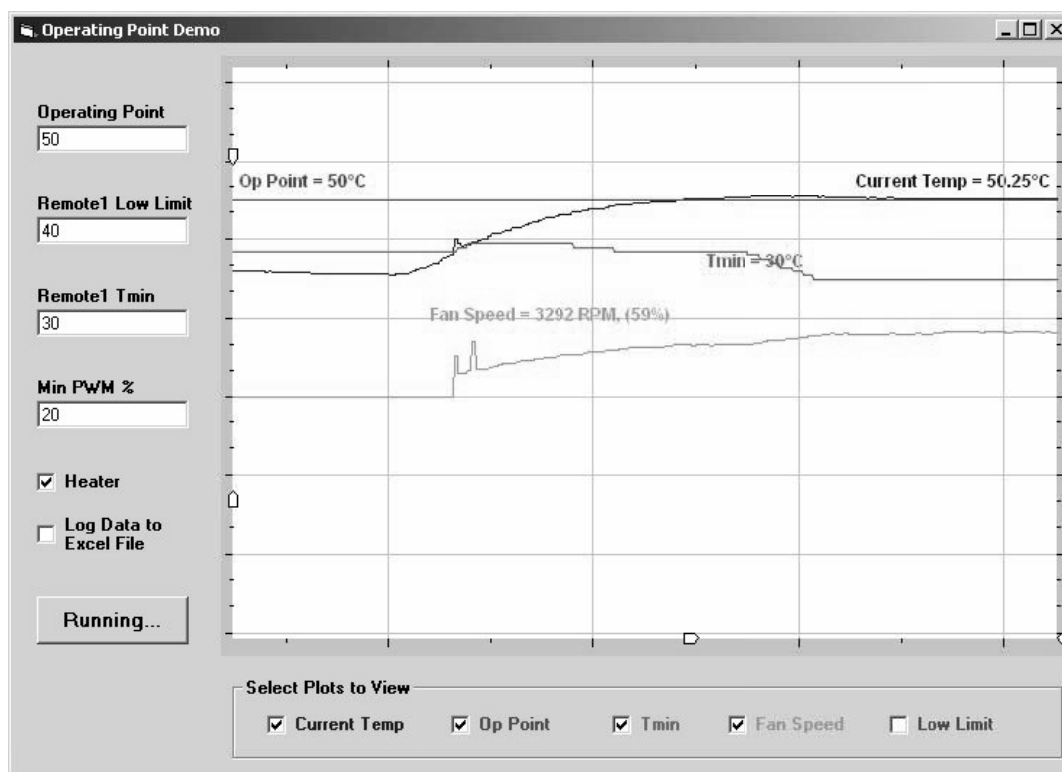 Operating Point Demo
Operating Point
50
Remote1 Low Limit
40
Remote1 Tmin
30
Min PWM %
20
Heater
Log Data to
Excel File
Running...
Op Point = 50°C
Current Temp = 50.25°C
Tmin = 30°C
Fan Speed = 3292 RPM, (59%)
Select Plots to View
Current Temp
Op Point
Tmin
Fan Speed
Low Limit